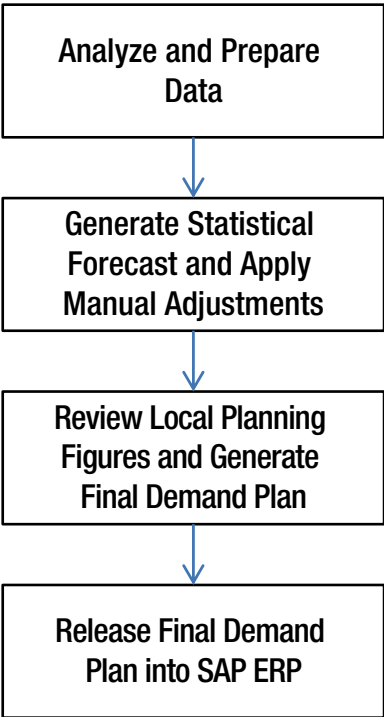 Analyze and Prepare
Data
Generate Statistical
Forecast and Apply
Manual Adjustments
Review Local Planning
Figures and Generate
Final Demand Plan
Release Final Demand
Plan into SAP ERP